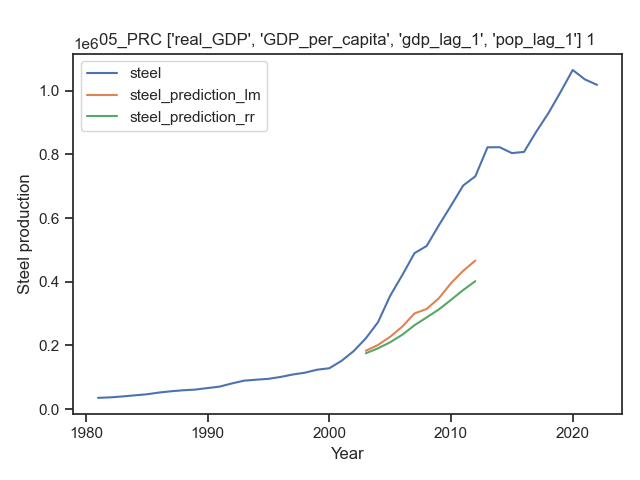 05_PRC ['real_GDP', 'GDP_per_capita', 'gdp_lag_1', 'pop_lag_1'] 1
1e6
steel
steel_prediction_lm
steel_prediction_rr
1.0
0.8
0.6
0.4
0.2
0.0
Steel production
1980 1990 2000 2010 2020
Year